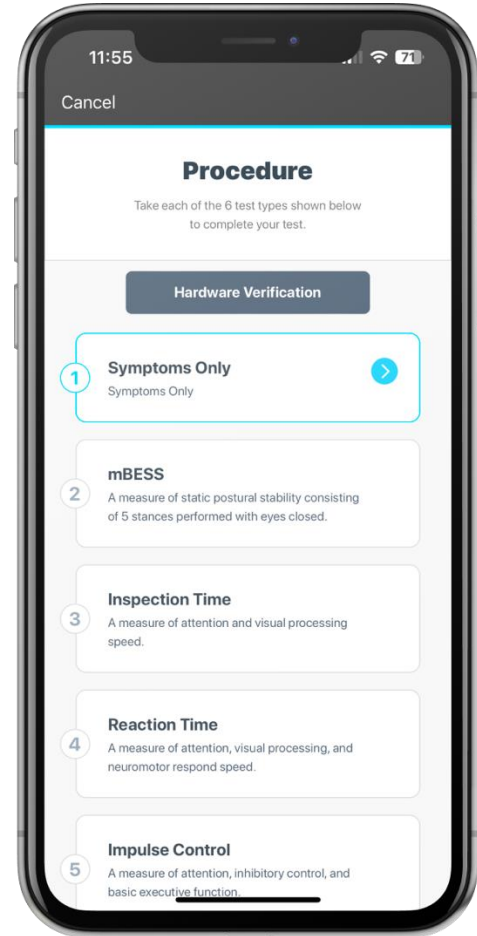 11:55
71
Cancel
Procedure
Take each of the 6 test types shown below
to complete your test.
Hardware Verification
1
Symptoms Only
Symptoms Only
2
mBESS
A measure of static postural stability consisting
of 5 stances performed with eyes closed.
3
Inspection Time
A measure of attention and visual processing
speed.
4
Reaction Time
A measure of attention, visual processing, and
neuromotor respond speed.
5
Impulse Control
A measure of attention, inhibitory control, and
basic executive function.